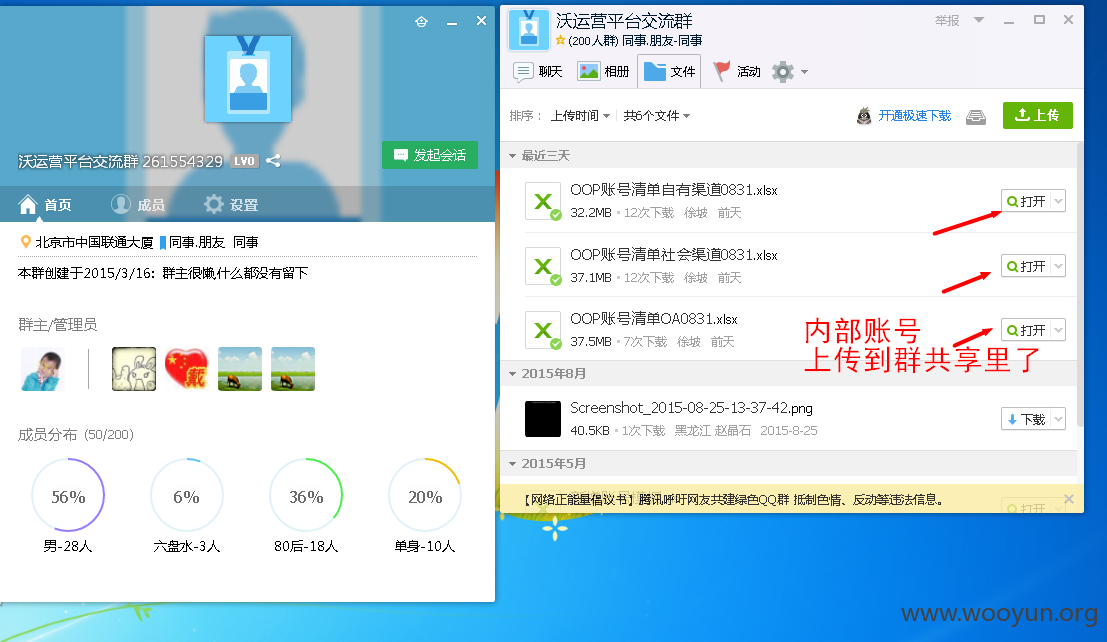 沃运营平台交流群 261554329 LV0
发起会话
首页 成员 设置
北京市中国联通大厦 同事.朋友 同事
本群创建于2015/3/16: 群主很懒,什么都没有留下
群主/管理员
戴
成员分布 (50/200)
56% 6% 36% 20%
男-28人 六盘水-3人 80后-18人 单身-10人
沃运营平台交流群 举报
(200人群) 同事.朋友-同事
聊天 相册 文件 活动
排序： 上传时间 共6个文件 开通极速下载 上传
最近三天
OOP账号清单自有渠道0831.xlsx
32.2MB 12次下载 徐坡 前天 打开
OOP账号清单社会渠道0831.xlsx
37.1MB 12次下载 徐坡 前天 打开
OOP账号清单OA0831.xlsx
37.5MB 7次下载 徐坡 前天 打开
内部账号
上传到群共享里了
2015年8月
Screenshot_2015-08-25-13-37-42.png
40.5KB 1次下载 黑龙江 赵晶石 2015-8-25 下载
2015年5月
【网络正能量倡议书】腾讯呼吁网友共建绿色QQ群 抵制色情、反动等违法信息。
打开
www.wooyun.org